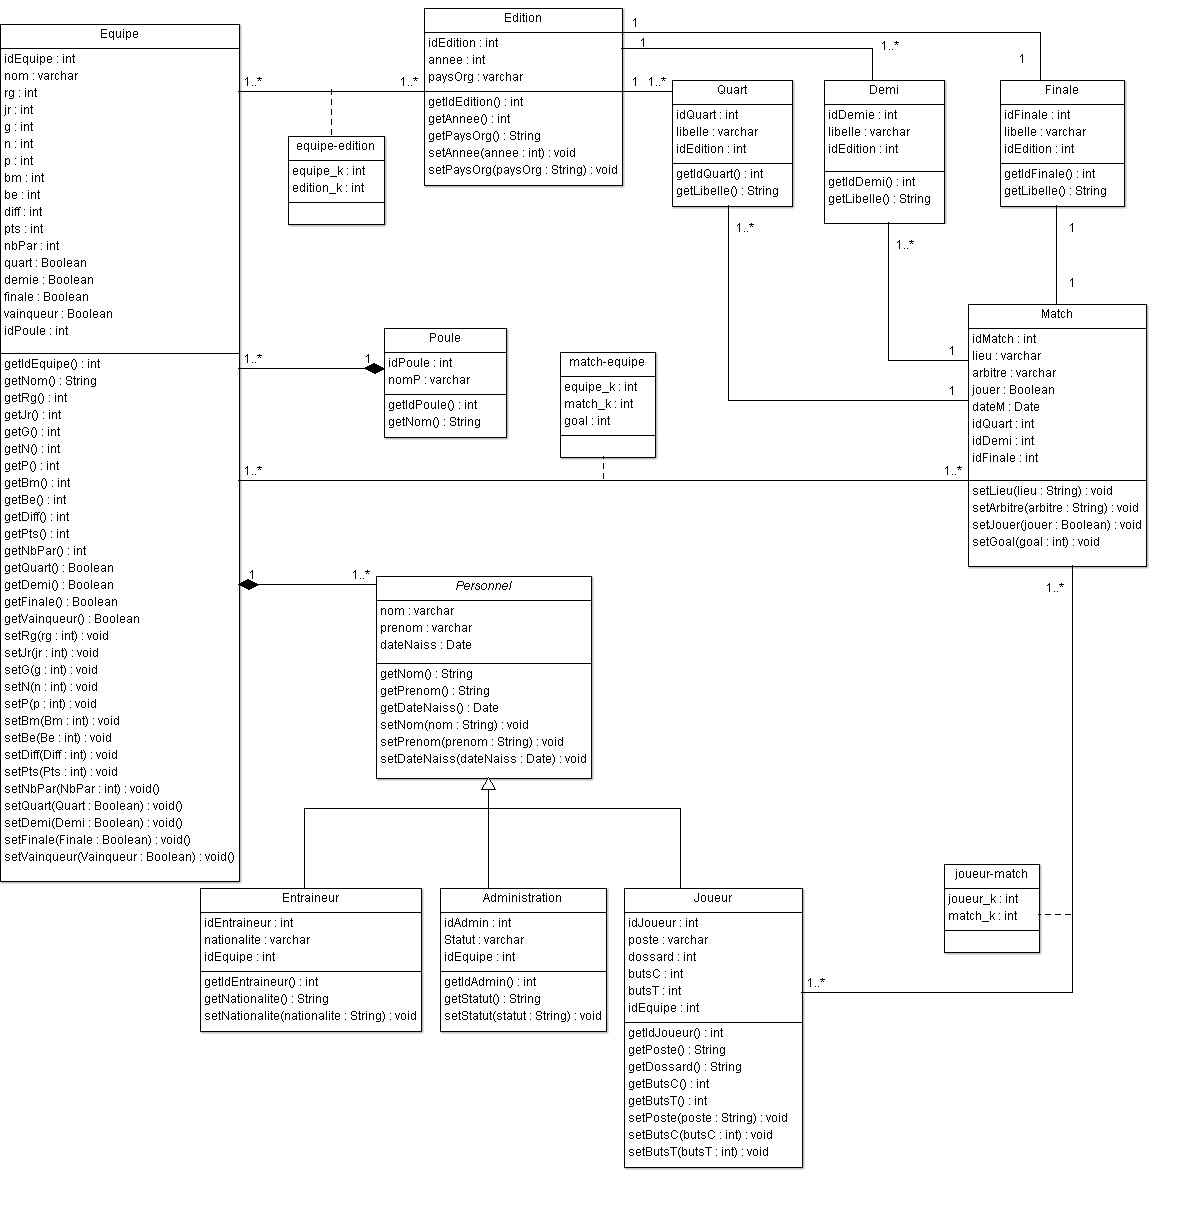 Equipe
idEquipe : int
nom : varchar
rg : int
jr : int
g : int
n : int
p : int
bm : int
be : int
diff : int
pts : int
nbPar : int
quart : Boolean
demie : Boolean
finale : Boolean
vainqueur : Boolean
idPoule : int
getIdEquipe() : int
getNom() : String
getRg() : int
getJr() : int
getG() : int
getN() : int
getP() : int
getBm() : int
getBe() : int
getDiff() : int
getPts() : int
getNbPar() : int
getQuart() : Boolean
getDemi() : Boolean
getFinale() : Boolean
getVainqueur() : Boolean
setRg(rg : int) : void
setJr(jr : int) : void
setG(g : int) : void
setN(n : int) : void
setP(p : int) : void
setBm(Bm : int) : void
setBe(Be : int) : void
setDiff(Diff : int) : void
setPts(Pts : int) : void
setNbPar(NbPar : int) : void()
setQuart(Quart : Boolean) : void()
setDemi(Demi : Boolean) : void()
setFinale(Finale : Boolean) : void()
setVainqueur(Vainqueur : Boolean) : void()
1..*
1..*
equipe-edition
equipe_k : int
edition_k : int
Edition
idEdition : int
annee : int
paysOrg : varchar
getIdEdition() : int
getAnnee() : int
getPaysOrg() : String
setAnnee(annee : int) : void
setPaysOrg(paysOrg : String) : void
1
1
1..*
1
1
1..*
Quart
idQuart : int
libelle : varchar
idEdition : int
getIdQuart() : int
getLibelle() : String
1..*
Demi
idDemie : int
libelle : varchar
idEdition : int
getIdDemi() : int
getLibelle() : String
1..*
Finale
idFinale : int
libelle : varchar
idEdition : int
getIdFinale() : int
getLibelle() : String
1
1
1..*
1
Poule
idPoule : int
nomP : varchar
getIdPoule() : int
getNom() : String
match-equipe
equipe_k : int
match_k : int
goal : int
1
1
1..*
1..*
Match
idMatch : int
lieu : varchar
arbitre : varchar
jouer : Boolean
dateM : Date
idQuart : int
idDemi : int
idFinale : int
setLieu(lieu : String) : void
setArbitre(arbitre : String) : void
setJouer(jouer : Boolean) : void
setGoal(goal : int) : void
1..*
1
1..*
Personnel
nom : varchar
prenom : varchar
dateNaiss : Date
getNom() : String
getPrenom() : String
getDateNaiss() : Date
setNom(nom : String) : void
setPrenom(prenom : String) : void
setDateNaiss(dateNaiss : Date) : void
Entraineur
idEntraineur : int
nationalite : varchar
idEquipe : int
getIdEntraineur() : int
getNationalite() : String
setNationalite(nationalite : String) : void
Administration
idAdmin : int
Statut : varchar
idEquipe : int
getIdAdmin() : int
getStatut() : String
setStatut(statut : String) : void
Joueur
idJoueur : int
poste : varchar
dossard : int
butsC : int
butsT : int
idEquipe : int
getIdJoueur() : int
getPoste() : String
getDossard() : String
getButsC() : int
getButsT() : int
setPoste(poste : String) : void
setButsC(butsC : int) : void
setButsT(butsT : int) : void
1..*
joueur-match
joueur_k : int
match_k : int